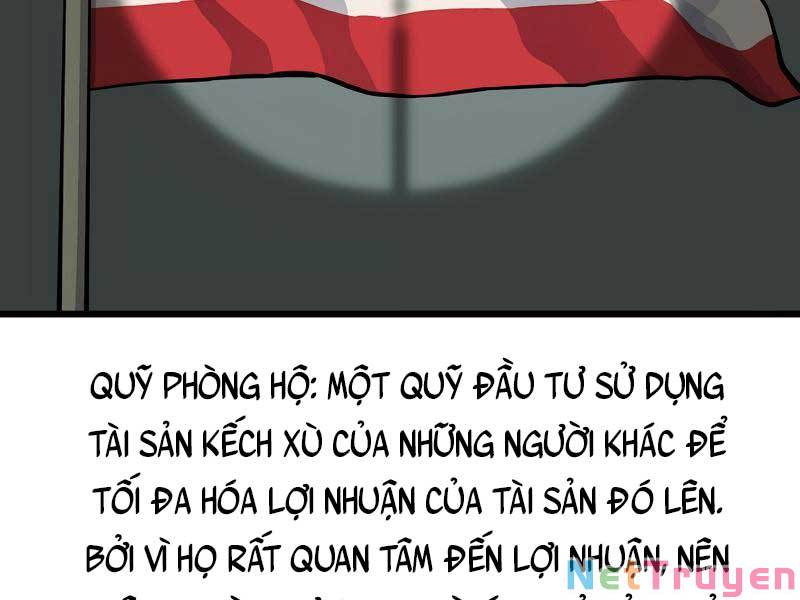 QUỸ PHÒNG HỘ: MỘT QUỸ ĐẦU TƯ SỬ DỤNG
TÀI SẢN KẾCH XÙ CỦA NHỮNG NGƯỜI KHÁC ĐỂ
TỐI ĐA HÓA LỢI NHUẬN CỦA TÀI SẢN ĐÓ LÊN.
BỞI VÌ HỌ RẤT QUAN TÂM ĐẾN LỢI NHUẬN, NÊN
NetTruyen